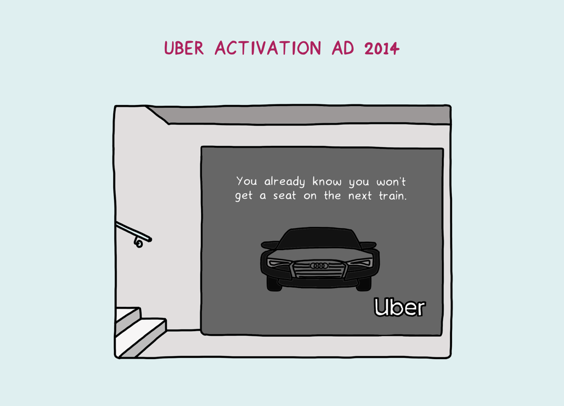 UBER ACTIVATION AD 2014
You already know you won't
get a seat on the next train.
Uber